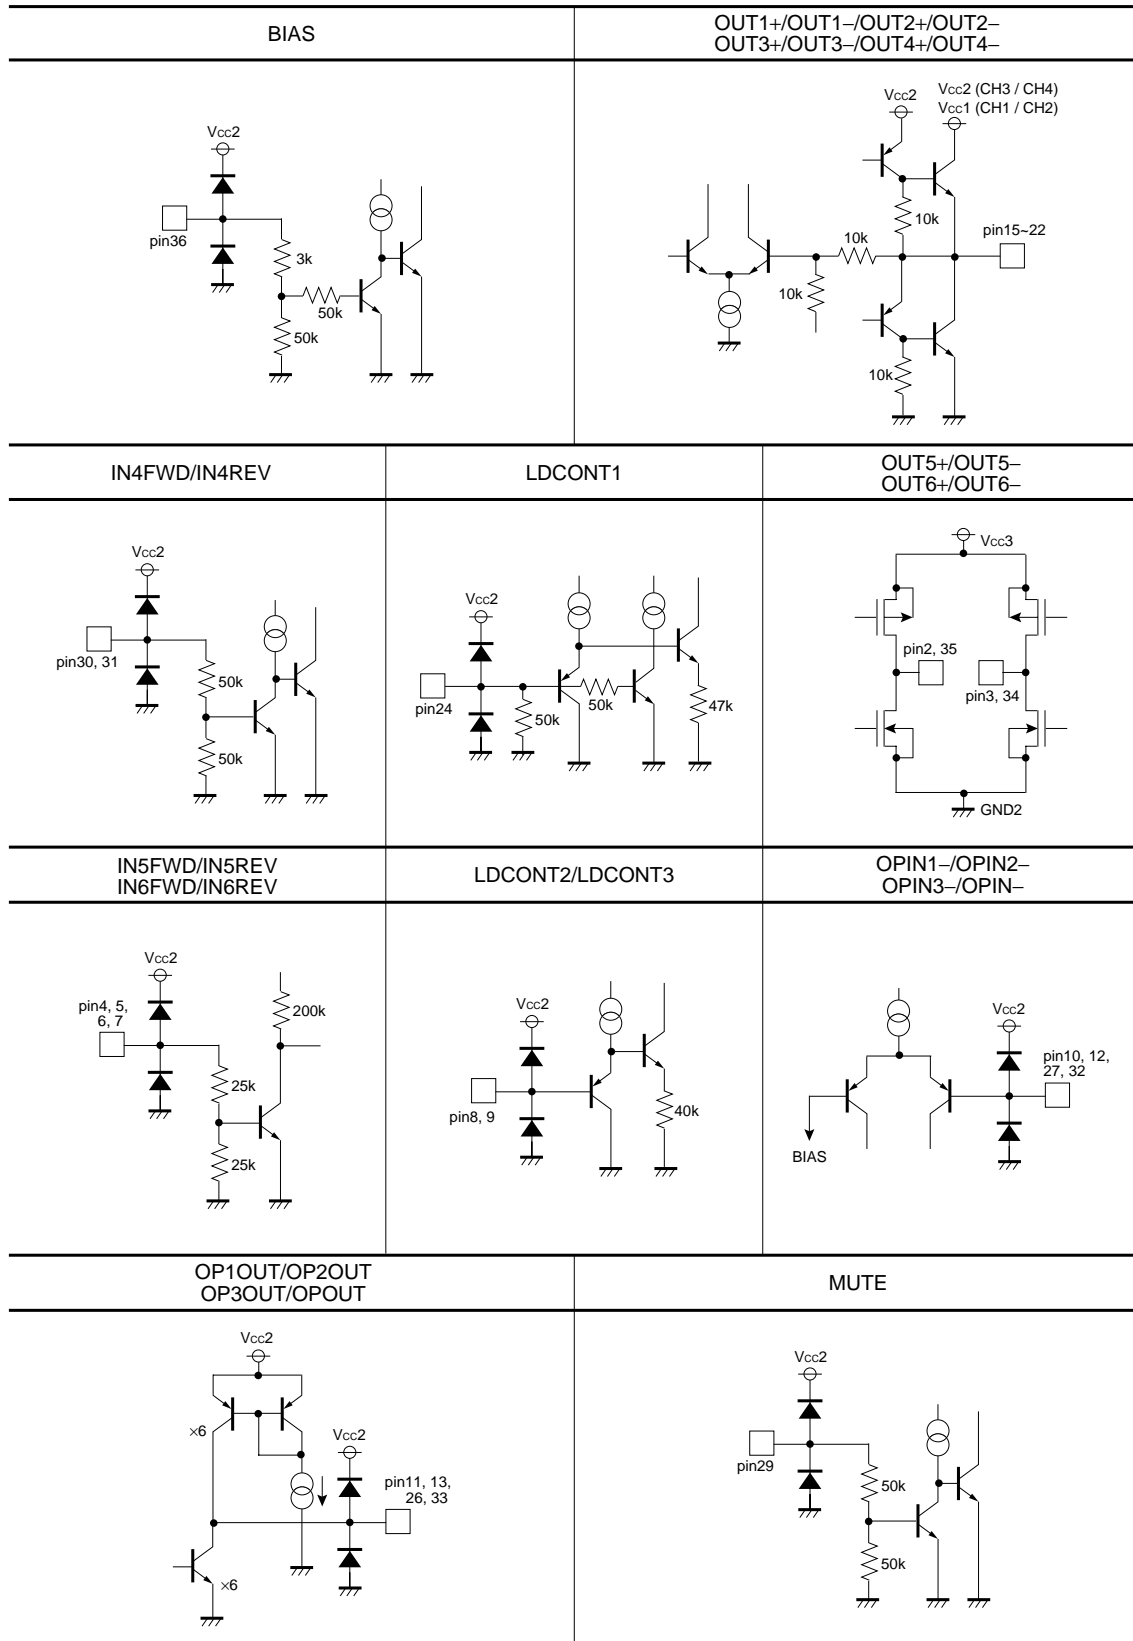 BIAS
OUT1+/OUT1–/OUT2+/OUT2–
OUT3+/OUT3–/OUT4+/OUT4–
Vcc2
pin36
3k
50k
50k
Vcc2
Vcc2 (CH3 / CH4)
Vcc1 (CH1 / CH2)
10k
10k
10k
pin15~22
10k
IN4FWD/IN4REV
LDCONT1
OUT5+/OUT5–
OUT6+/OUT6–
Vcc2
pin30, 31
50k
50k
Vcc2
pin24
50k
50k
47k
Vcc3
pin2, 35
pin3, 34
GND2
IN5FWD/IN5REV
IN6FWD/IN6REV
LDCONT2/LDCONT3
OPIN1–/OPIN2–
OPIN3–/OPIN–
Vcc2
pin4, 5,
6, 7
200k
25k
25k
Vcc2
pin8, 9
40k
Vcc2
pin10, 12,
27, 32
BIAS
OP1OUT/OP2OUT
OP3OUT/OPOUT
MUTE
Vcc2
×6
Vcc2
pin11, 13,
26, 33
×6
Vcc2
pin29
50k
50k